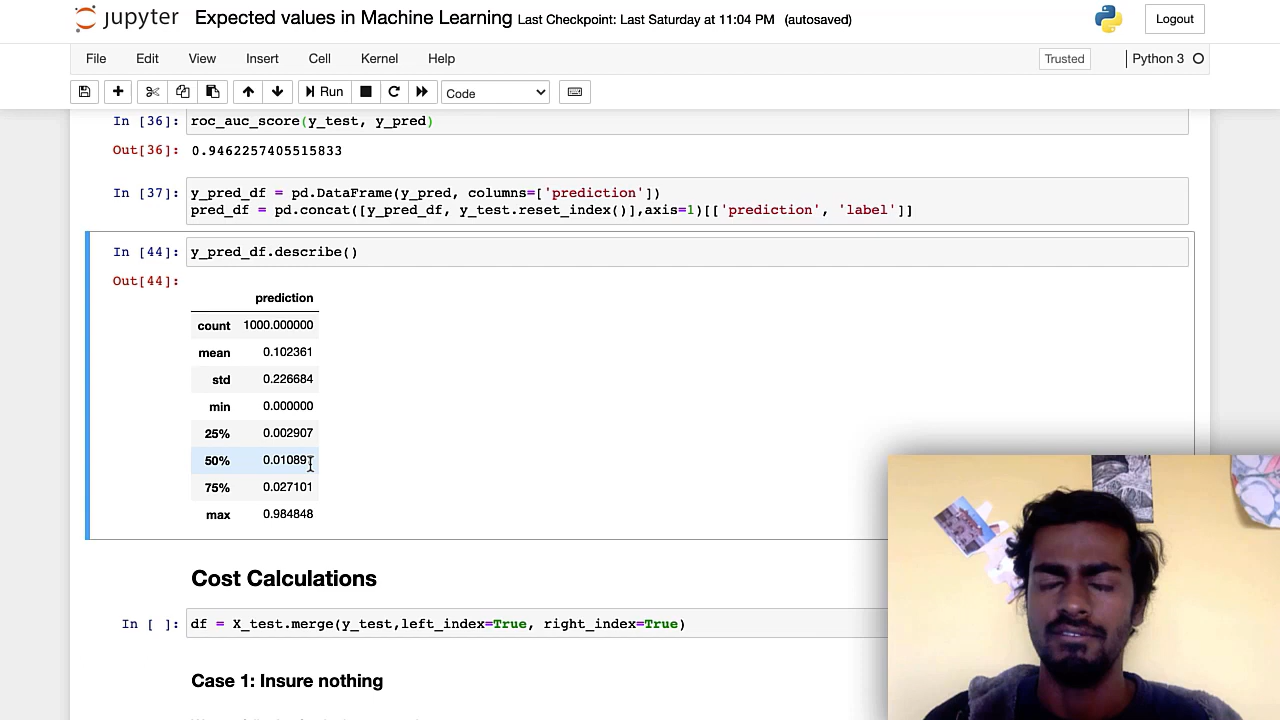 jupyter Expected values in Machine Learning Last Checkpoint: Last Saturday at 11:04 PM (autosaved) Logout
File Edit View Insert Cell Kernel Help Trusted Python 3
Run Code
In [36]: roc_auc_score(y_test, y_pred)
Out[36]: 0.9462257405515833
In [37]: y_pred_df = pd.DataFrame(y_pred, columns=['prediction'])
pred_df = pd.concat([y_pred_df, y_test.reset_index()],axis=1)[['prediction', 'label']]
In [44]: y_pred_df.describe()
Out[44]:
prediction
count 1000.000000
mean 0.102361
std 0.226684
min 0.000000
25% 0.002907
50% 0.010897
75% 0.027101
max 0.984848
Cost Calculations
In [ ]: df = X_test.merge(y_test,left_index=True, right_index=True)
Case 1: Insure nothing